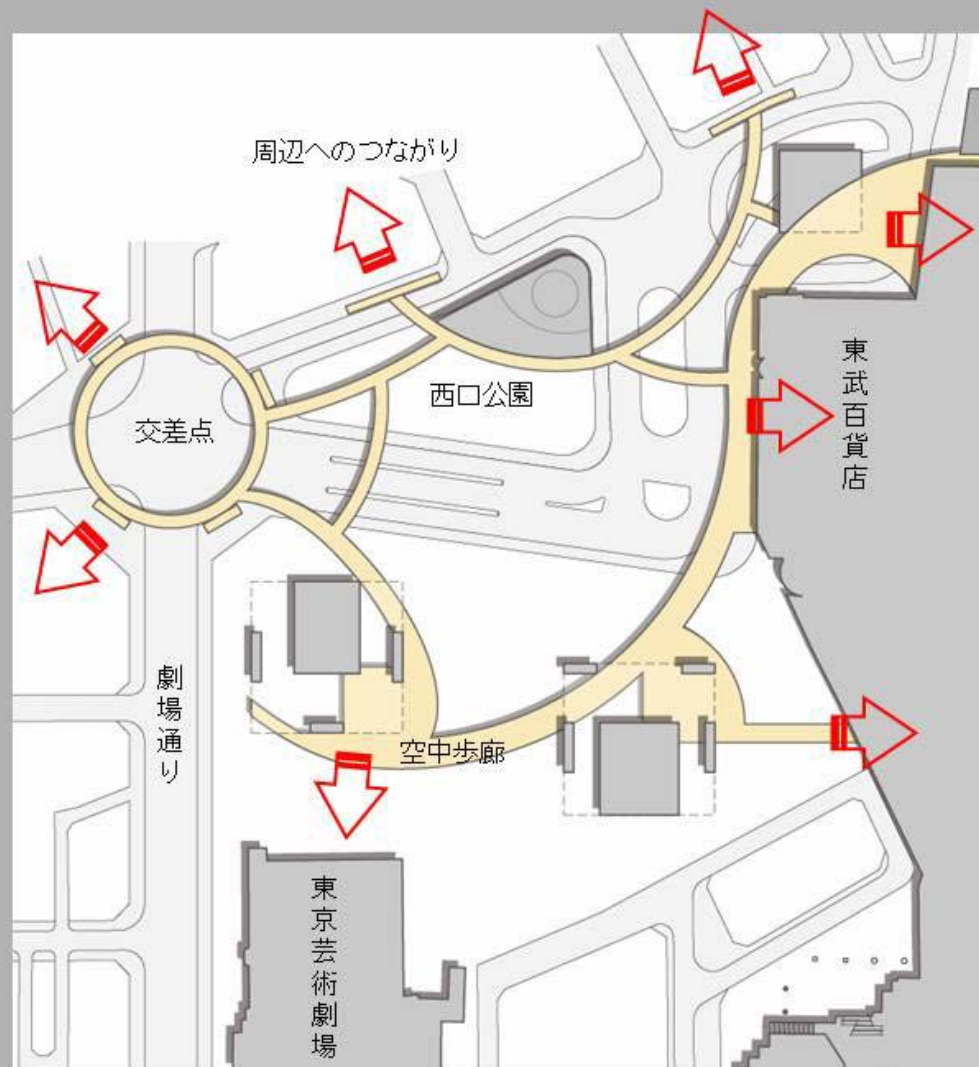 周辺へのつながり
東武百貨店
西口公園
交差点
劇場通り
空中歩廊
東京芸術劇場